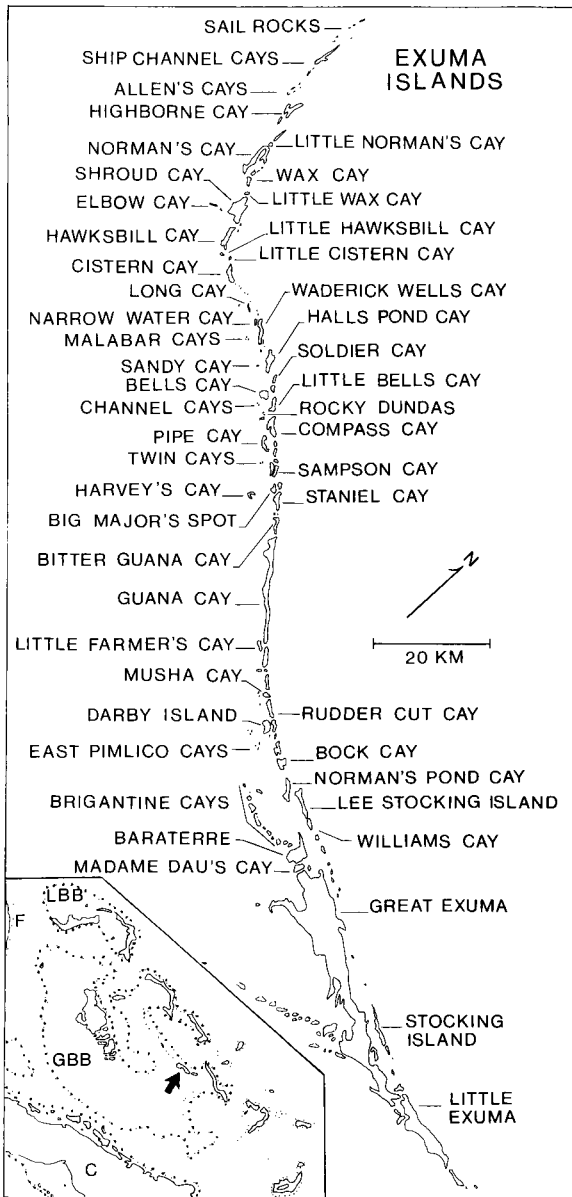 SAIL ROCKS
SHIP CHANNEL CAYS
EXUMA
ISLANDS
ALLEN'S CAYS
HIGHBORNE CAY
NORMAN'S CAY
LITTLE NORMAN'S CAY
SHROUD CAY
WAX CAY
ELBOW CAY
LITTLE WAX CAY
HAWKSBILL CAY
LITTLE HAWKSBILL CAY
LITTLE CISTERN CAY
CISTERN CAY
LONG CAY
WADERICK WELLS CAY
NARROW WATER CAY
HALLS POND CAY
MALABAR CAYS
SOLDIER CAY
SANDY CAY
BELLS CAY
LITTLE BELLS CAY
CHANNEL CAYS
ROCKY DUNDAS
PIPE CAY
COMPASS CAY
TWIN CAYS
SAMPSON CAY
HARVEY'S CAY
STANIEL CAY
BIG MAJOR'S SPOT
BITTER GUANA CAY
N
GUANA CAY
LITTLE FARMER'S CAY
20 KM
MUSHA CAY
DARBY ISLAND
RUDDER CUT CAY
EAST PIMLICO CAYS
BOCK CAY
NORMAN'S POND CAY
BRIGANTINE CAYS
LEE STOCKING ISLAND
BARATERRE
WILLIAMS CAY
MADAME DAU'S CAY
LBB
GREAT EXUMA
F
STOCKING
ISLAND
GBB
LITTLE
EXUMA
C